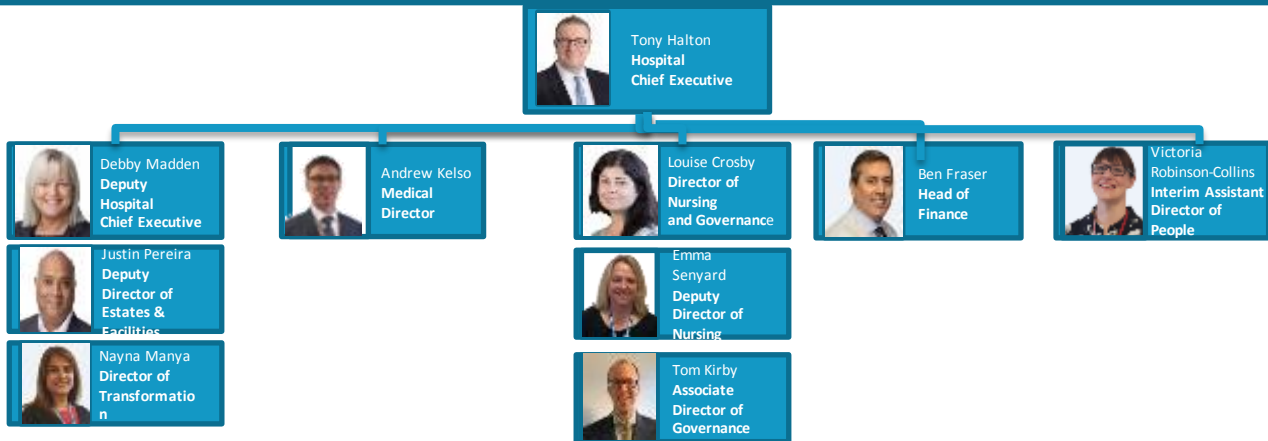 Tony Halton
Hospital
Chief Executive
Debby Madden
Deputy
Hospital
Chief Executive
Andrew Kelso
Medical
Director
Louise Crosby
Director of
Nursing
and Governance
Ben Fraser
Head of
Finance
Victoria
Robinson-Collins
Interim Assistant
Director of
People
Justin Pereira
Deputy
Director of
Estates &
Facilities
Emma
Senyard
Deputy
Director of
Nursing
Nayna Manya
Director of
Transformatio
n
Tom Kirby
Associate
Director of
Governance